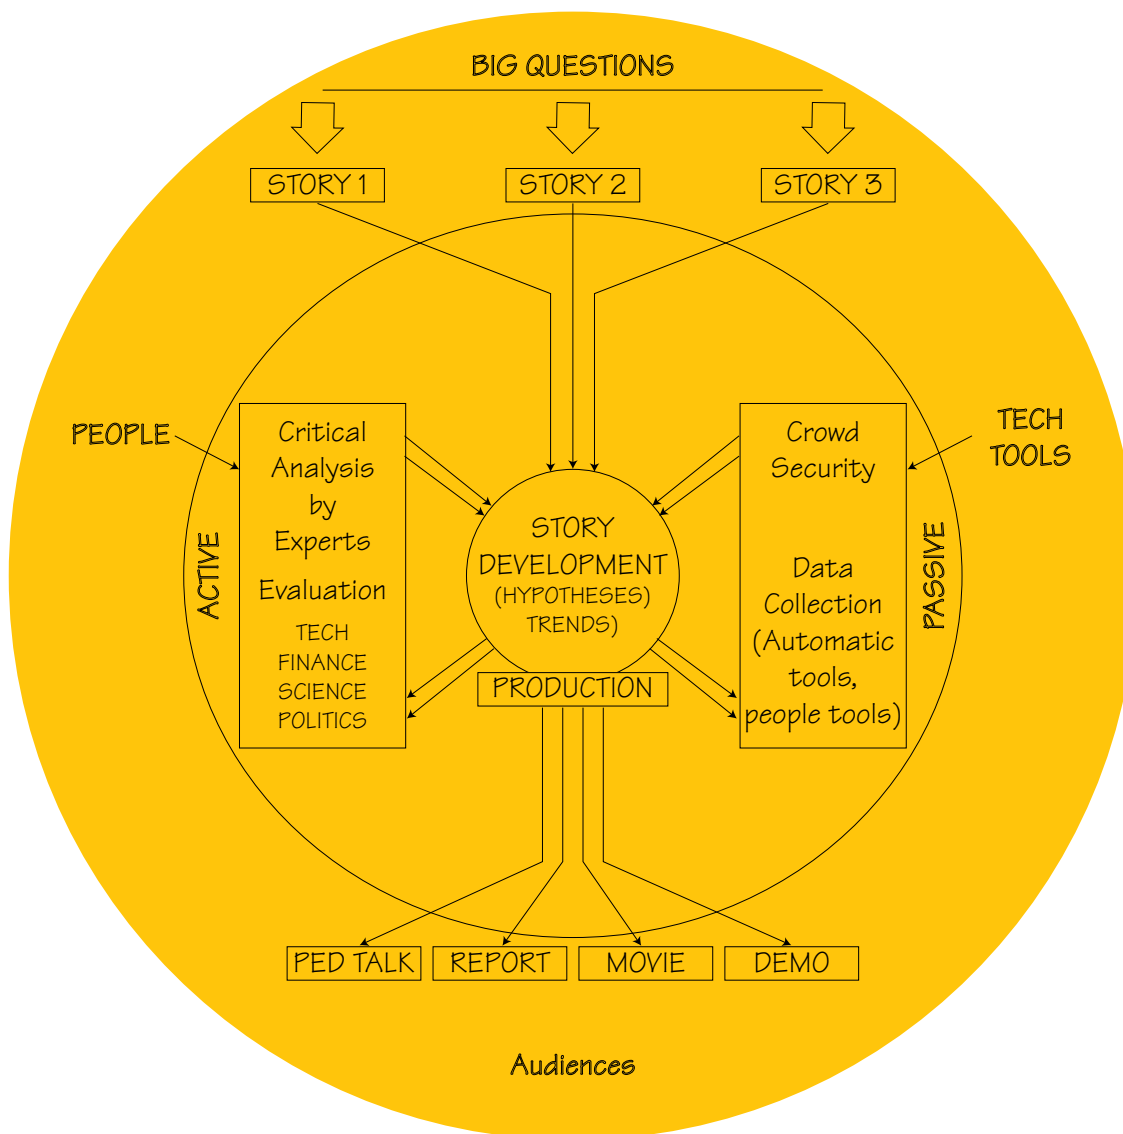 BIG QUESTIONS
STORY 1
STORY 2
STORY 3
PEOPLE
TECH
TOOLS
ACTIVE
Critical
Analysis
by
Experts
Evaluation
TECH
FINANCE
SCIENCE
POLITICS
STORY
DEVELOPMENT
(HYPOTHESES)
TRENDS)
PRODUCTION
Crowd
Security
Data
Collection
(Automatic
tools,
people tools)
PASSIVE
PED TALK
REPORT
MOVIE
DEMO
Audiences